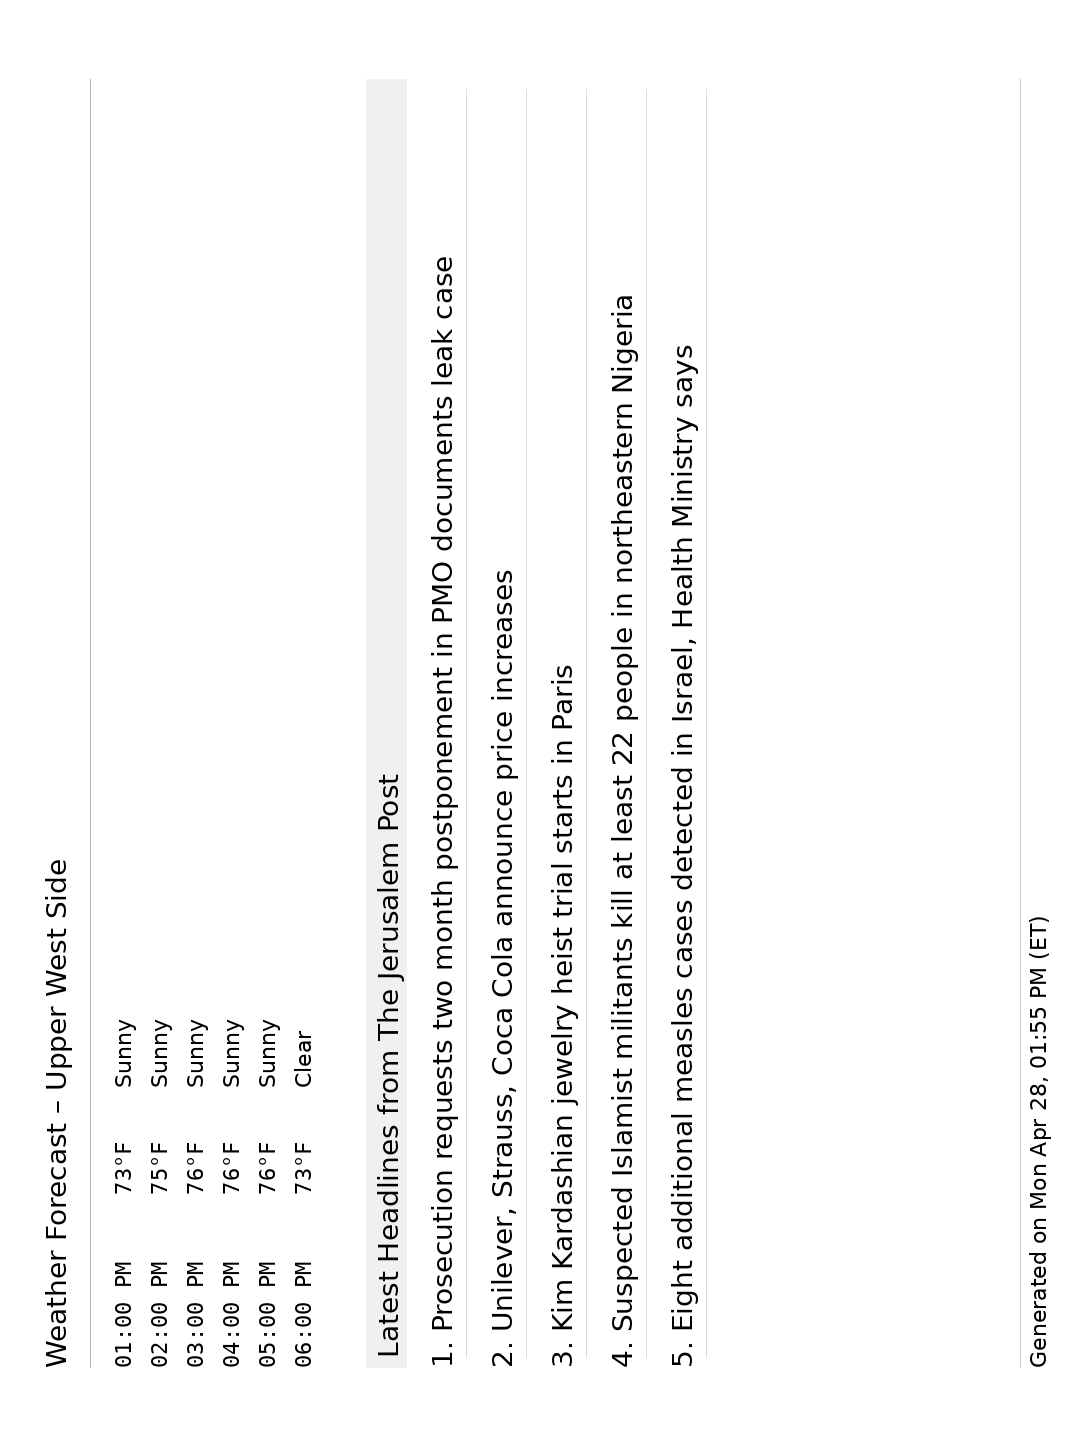 Weather Forecast – Upper West Side
01:00 PM 73°F Sunny
02:00 PM 75°F Sunny
03:00 PM 76°F Sunny
04:00 PM 76°F Sunny
05:00 PM 76°F Sunny
06:00 PM 73°F Clear
Latest Headlines from The Jerusalem Post
1. Prosecution requests two month postponement in PMO documents leak case
2. Unilever, Strauss, Coca Cola announce price increases
3. Kim Kardashian jewelry heist trial starts in Paris
4. Suspected Islamist militants kill at least 22 people in northeastern Nigeria
5. Eight additional measles cases detected in Israel, Health Ministry says
Generated on Mon Apr 28, 01:55 PM (ET)